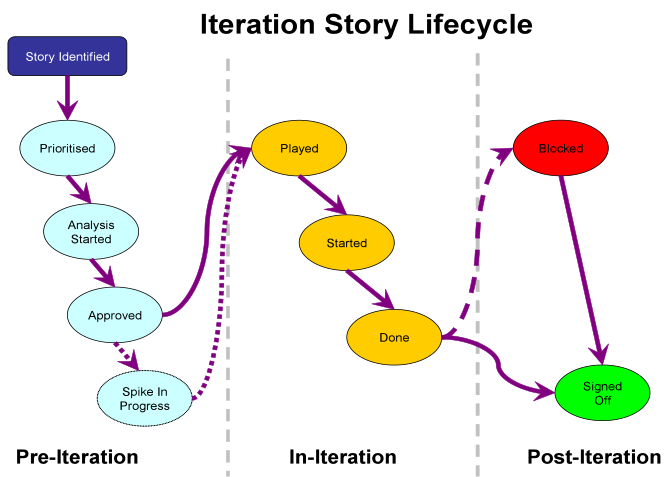 Iteration Story Lifecycle
Story Identified
Prioritised
Analysis
Started
Approved
Spike In
Progress
Played
Started
Done
Blocked
Signed
Off
Pre-Iteration
In-Iteration
Post-Iteration